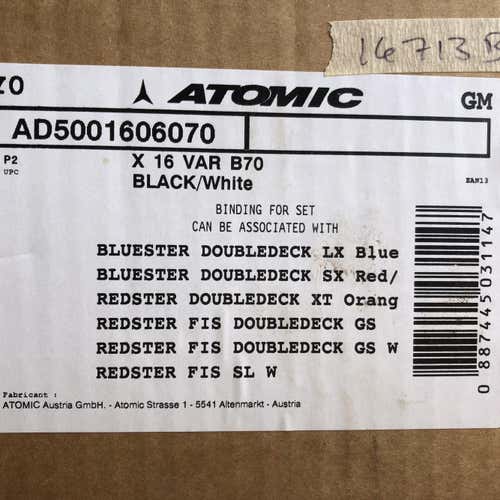 16713 B
70
ATOMIC
GM
AD5001606070
P2
UPC
X 16 VAR B70
BLACK/White
EAN13
BINDING FOR SET
CAN BE ASSOCIATED WITH
BLUESTER DOUBLEDECK LX Blue
BLUESTER DOUBLEDECK SX Red/
REDSTER DOUBLEDECK XT Orang
REDSTER FIS DOUBLEDECK GS
REDSTER FIS DOUBLEDECK GS W
REDSTER FIS SL W
0 887445 031147
Fabricant :
ATOMIC Austria GmbH. - Atomic Strasse 1 - 5541 Altenmarkt - Austria